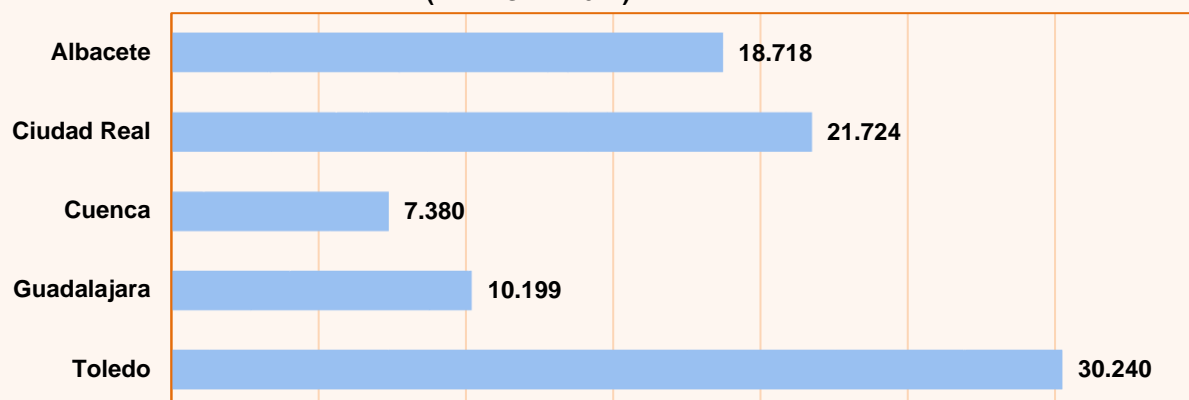 Albacete 18.718
Ciudad Real 21.724
Cuenca 7.380
Guadalajara 10.199
Toledo 30.240